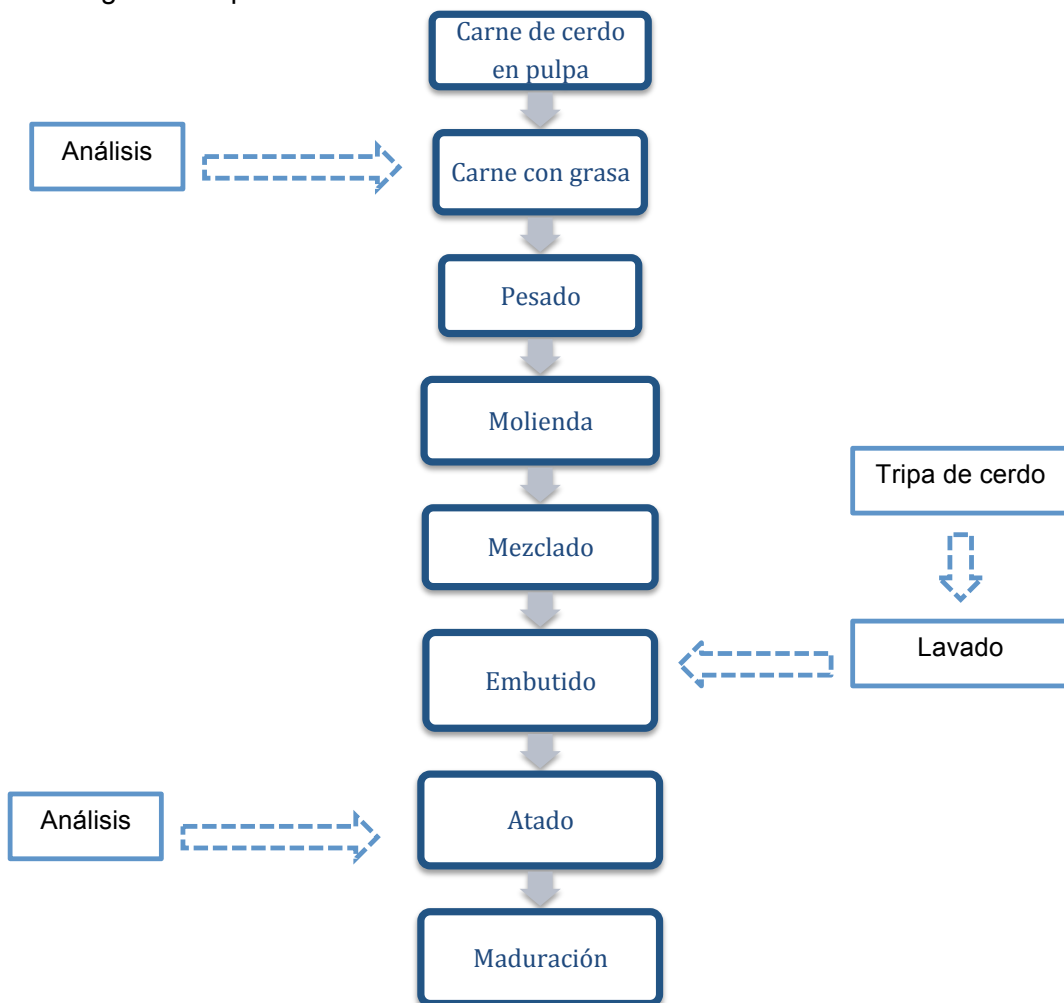 Carne de cerdo
en pulpa
Análisis
Carne con grasa
Pesado
Molienda
Tripa de cerdo
Mezclado
Lavado
Embutido
Análisis
Atado
Maduración